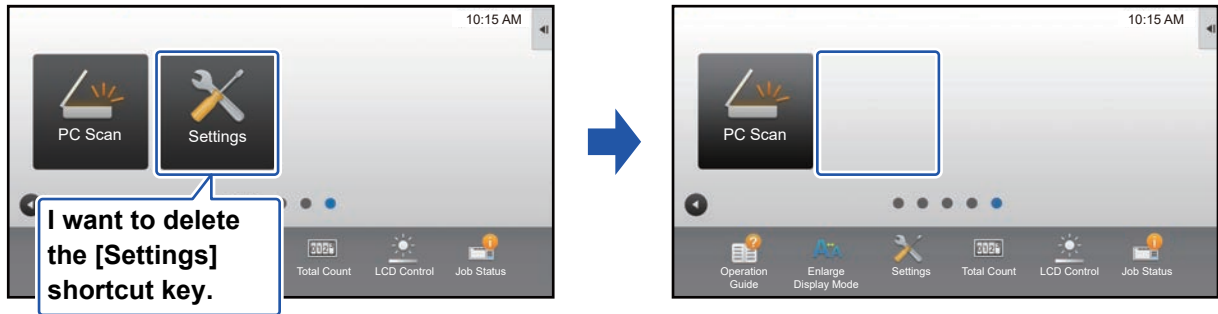 10:15 AM
PC Scan
Settings
I want to delete
the [Settings]
shortcut key.
Total Count
LCD Control
Job Status
10:15 AM
PC Scan
Operation
Guide
Enlarge
Display Mode
Settings
Total Count
LCD Control
Job Status